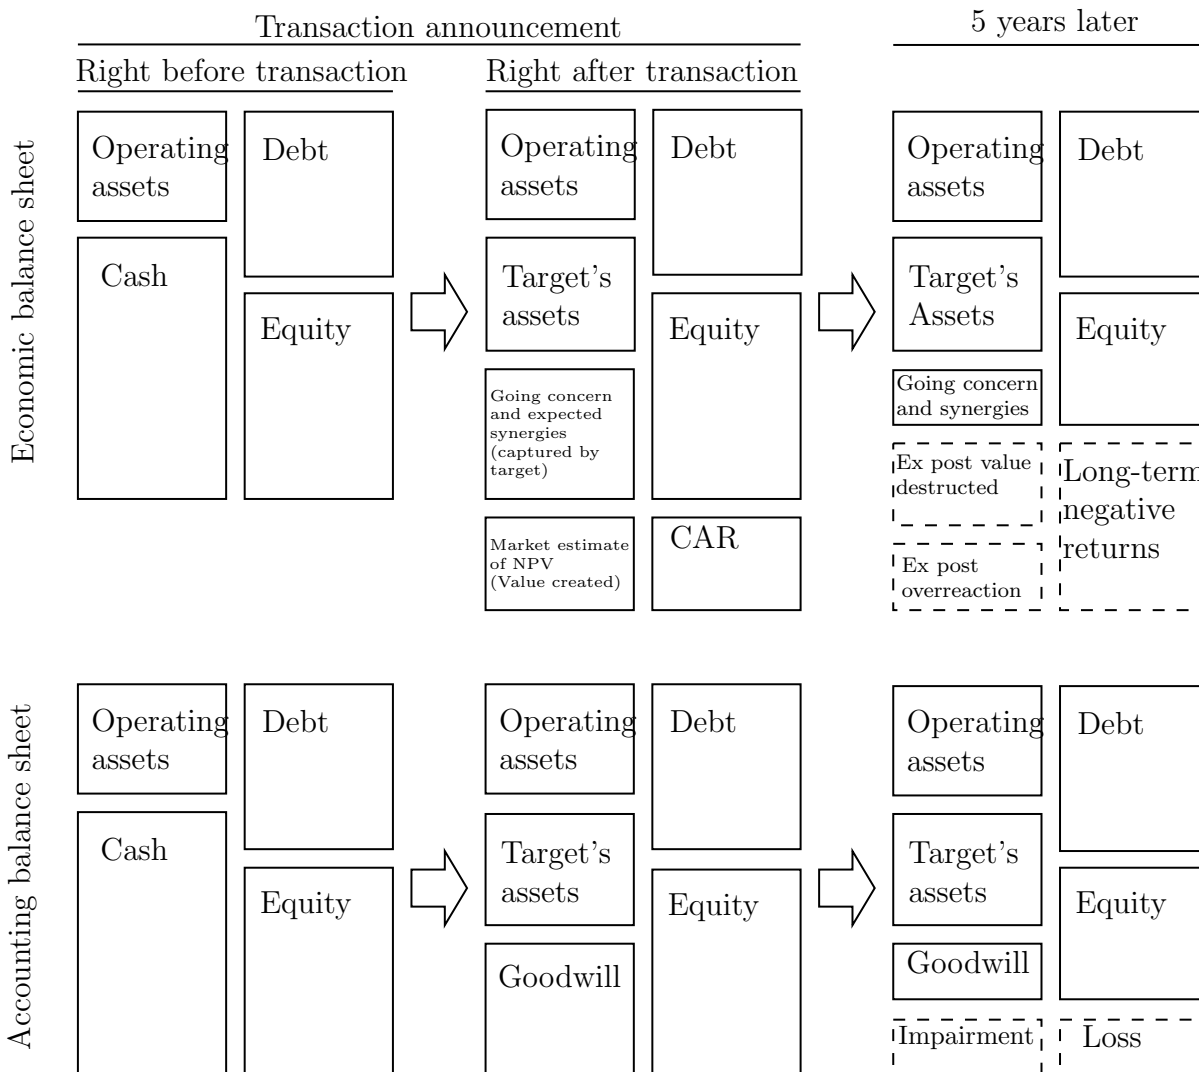 Transaction announcement
5 years later
Right before transaction
Right after transaction
Economic balance sheet
Operating
assets
Cash
Debt
Equity
Operating
assets
Target's
assets
Going concern
and expected
synergies
(captured by
target)
Market estimate
of NPV
(Value created)
Debt
Equity
CAR
Operating
assets
Target's
Assets
Going concern
and synergies
Ex post value
destructed
Ex post
overreaction
Debt
Equity
Long-term
negative
returns
Accounting balance sheet
Operating
assets
Cash
Debt
Equity
Operating
assets
Target's
assets
Goodwill
Debt
Equity
Operating
assets
Target's
assets
Goodwill
Impairment
Debt
Equity
Loss